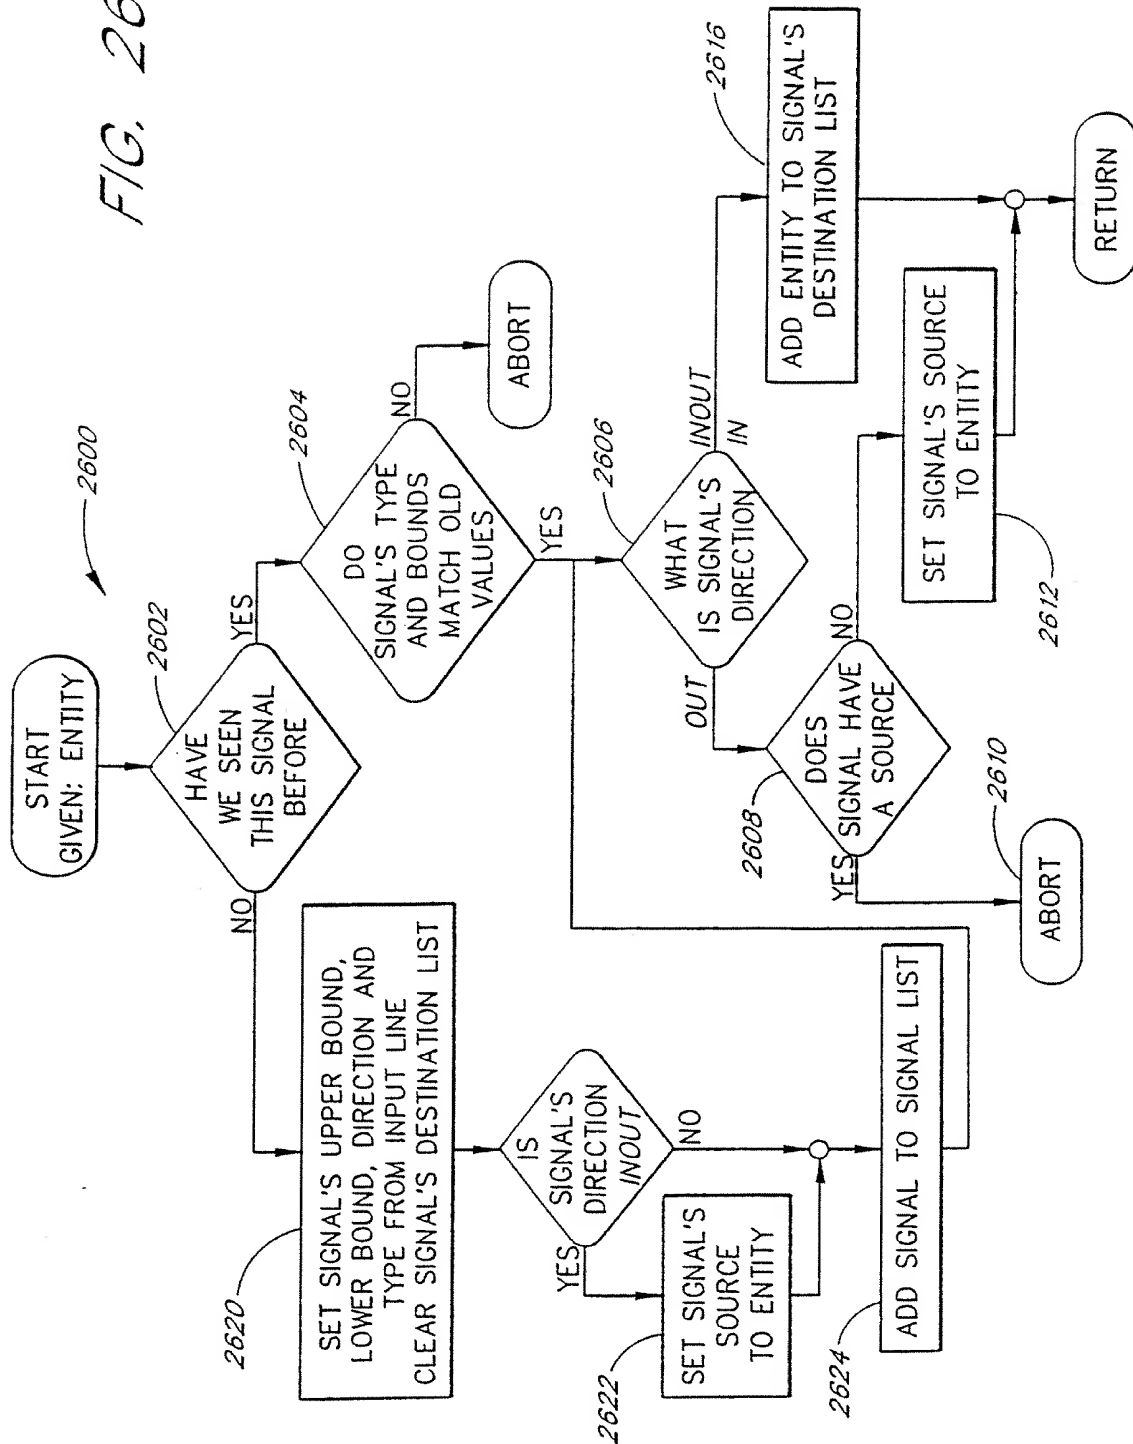 FIG. 26
2600
START
GIVEN: ENTITY
2602
HAVE
WE SEEN
THIS SIGNAL
BEFORE
YES
NO
2604
DO
SIGNAL'S TYPE
AND BOUNDS
MATCH OLD
VALUES
NO
ABORT
YES
2606
WHAT
IS SIGNAL'S
DIRECTION
INOUT
IN
OUT
2616
ADD ENTITY TO SIGNAL'S
DESTINATION LIST
2608
DOES
SIGNAL HAVE
A SOURCE
NO
YES
2610
ABORT
2612
SET SIGNAL'S SOURCE
TO ENTITY
RETURN
2620
SET SIGNAL'S UPPER BOUND,
LOWER BOUND, DIRECTION AND
TYPE FROM INPUT LINE
CLEAR SIGNAL'S DESTINATION LIST
IS
SIGNAL'S
DIRECTION
INOUT
NO
YES
2622
SET SIGNAL'S
SOURCE
TO ENTITY
2624
ADD SIGNAL TO SIGNAL LIST